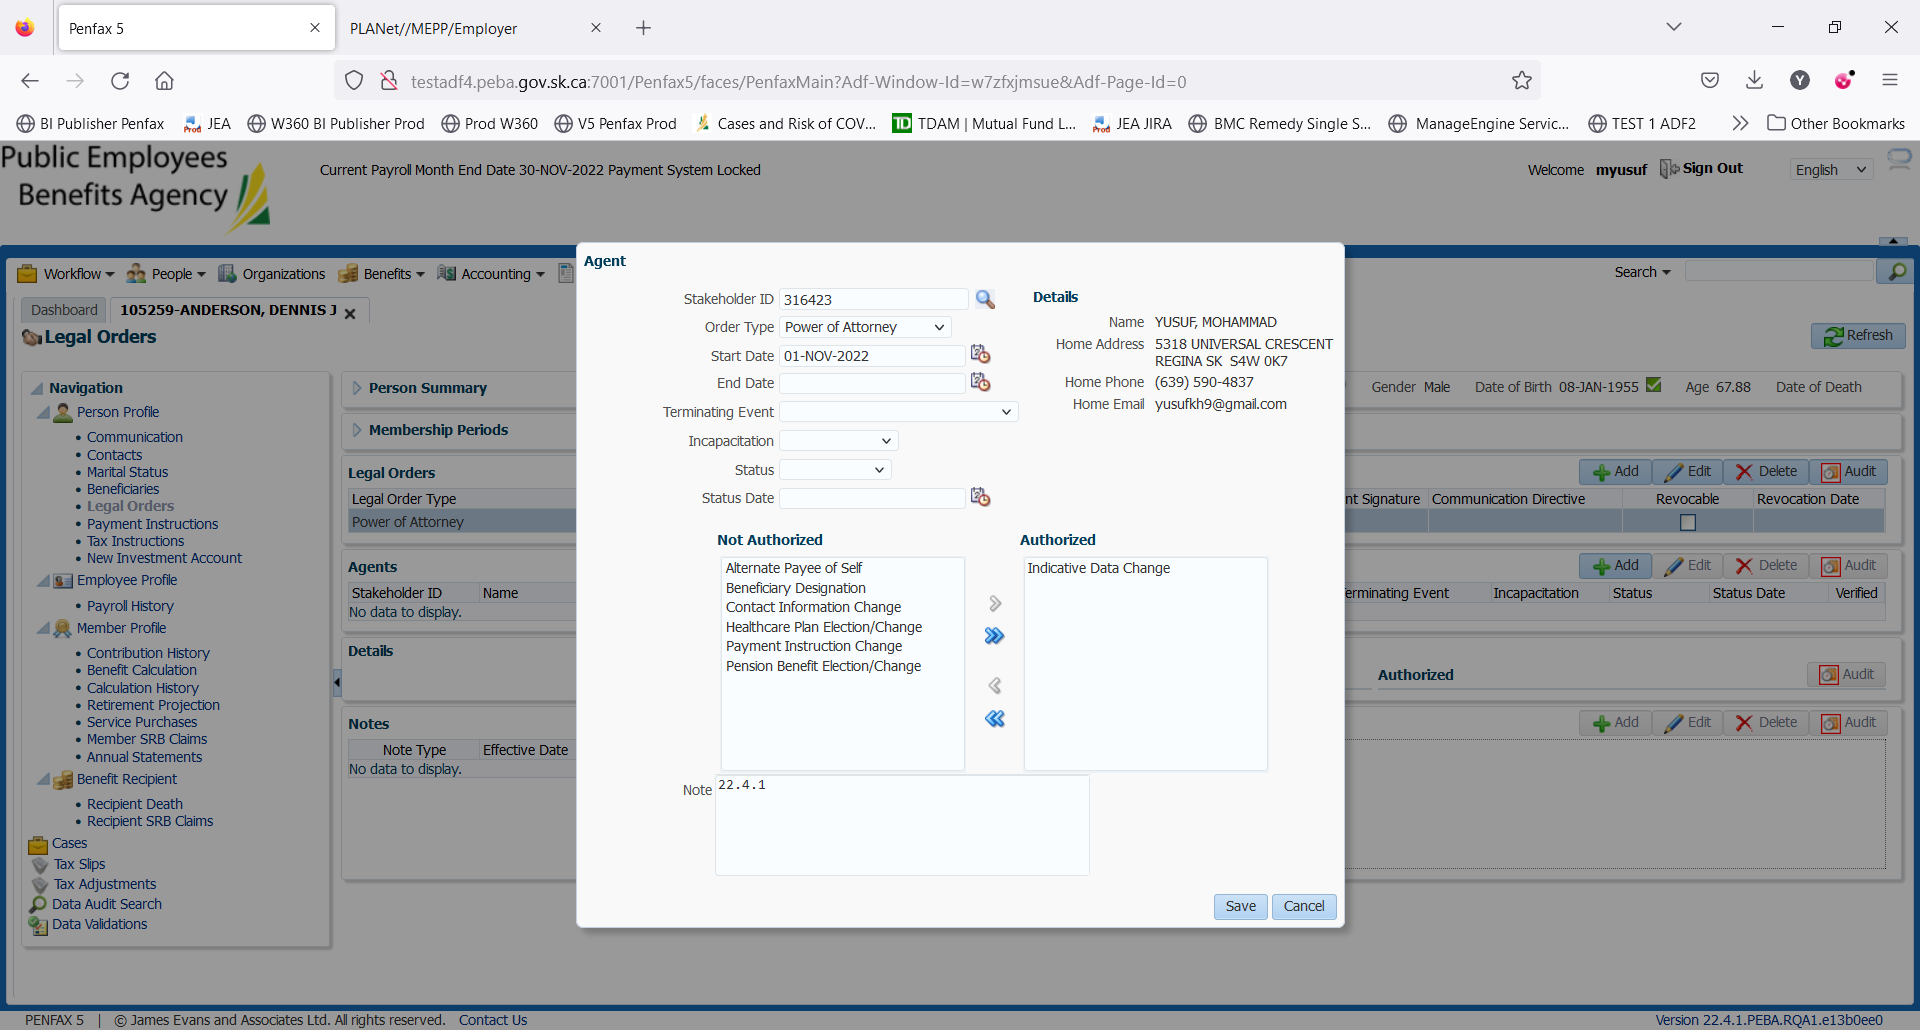 Penfax 5
PLANet//MEPP/Employer
testadf4.peba.gov.sk.ca:7001/Penfax5/faces/PenfaxMain?Adf-Window-Id=w7zfxjmsue&Adf-Page-Id=0
BI Publisher Penfax
JEA
W360 BI Publisher Prod
Prod W360
V5 Penfax Prod
Cases and Risk of COV...
TD TDAM | Mutual Fund L...
JEA JIRA
BMC Remedy Single S...
ManageEngine Servic...
TEST 1 ADF2
Other Bookmarks
Public Employees
Benefits Agency
Current Payroll Month End Date 30-NOV-2022 Payment System Locked
Welcome myusuf
Sign Out
English
Workflow
People
Organizations
Benefits
Accounting
Search
Dashboard
105259-ANDERSON, DENNIS J
Legal Orders
Refresh
Navigation
Person Profile
Communication
Contacts
Marital Status
Beneficiaries
Legal Orders
Payment Instructions
Tax Instructions
New Investment Account
Employee Profile
Payroll History
Member Profile
Contribution History
Benefit Calculation
Calculation History
Retirement Projection
Service Purchases
Member SRB Claims
Annual Statements
Benefit Recipient
Recipient Death
Recipient SRB Claims
Cases
Tax Slips
Tax Adjustments
Data Audit Search
Data Validations
Person Summary
Gender Male Date of Birth 08-JAN-1955 Age 67.88 Date of Death
Membership Periods
Legal Orders
Add Edit Delete Audit
Legal Order Type
nt Signature Communication Directive Revocable Revocation Date
Power of Attorney
Agents
Add Edit Delete Audit
Stakeholder ID Name
Terminating Event Incapacitation Status Status Date Verified
No data to display.
Details
Authorized
Audit
Notes
Add Edit Delete Audit
Note Type Effective Date
No data to display.
Agent
Stakeholder ID 316423
Order Type Power of Attorney
Start Date 01-NOV-2022
End Date
Terminating Event
Incapacitation
Status
Status Date
Details
Name YUSUF, MOHAMMAD
Home Address 5318 UNIVERSAL CRESCENT
REGINA SK S4W 0K7
Home Phone (639) 590-4837
Home Email yusufkh9@gmail.com
Not Authorized
Alternate Payee of Self
Beneficiary Designation
Contact Information Change
Healthcare Plan Election/Change
Payment Instruction Change
Pension Benefit Election/Change
Authorized
Indicative Data Change
Note 22.4.1
Save Cancel
PENFAX 5 | © James Evans and Associates Ltd. All rights reserved. Contact Us
Version 22.4.1.PEBA.RQA1.e13b0ee0